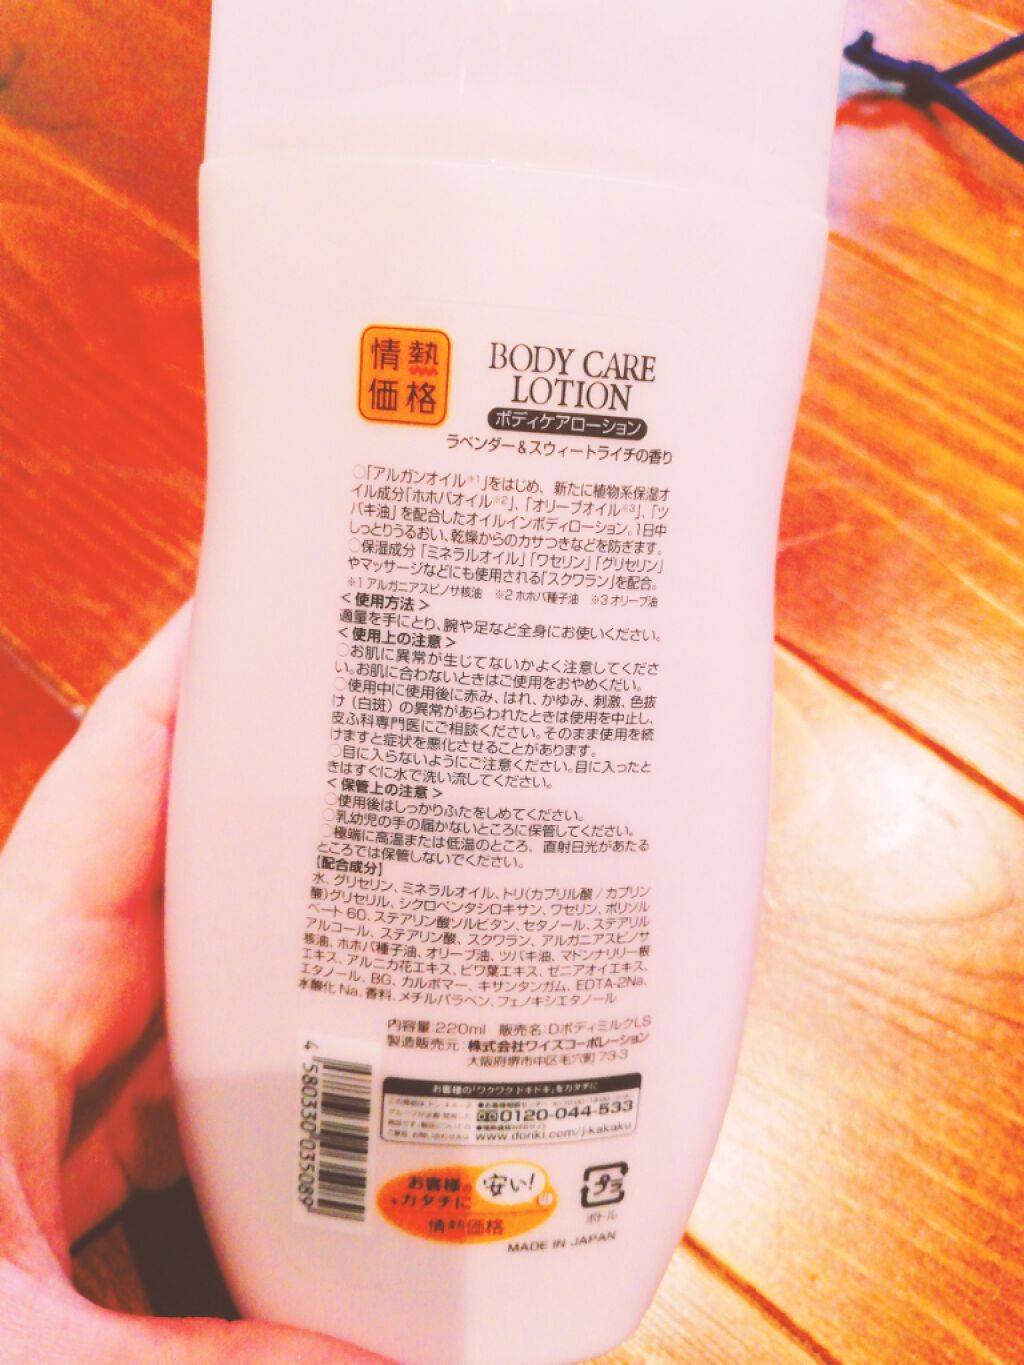 情熱
価格
BODY CARE
LOTION
ボディケアローション
ラベンダー&スウィートライチの香り
○「アルガンオイル※1」をはじめ、新たに植物系保湿オ
イル成分「ホホバオイル※2」、「オリーブオイル※3」、「ツ
バキ油」を配合したオイルインボディローション。1日中
しっとりうるおい、乾燥からのカサつきなどを防ぎます。
○保湿成分「ミネラルオイル」「ワセリン」「グリセリン」
やマッサージなどにも使用される「スクワラン」を配合。
※1 アルガニアスピノサ核油 ※2 ホホバ種子油 ※3 オリーブ油
<使用方法>
適量を手にとり、腕や足など全身にお使いください。
<使用上の注意>
○お肌に異常が生じてないかよく注意してくださ
い。お肌に合わないときはご使用をおやめくだい。
○使用中に使用後に赤み、はれ、かゆみ、刺激、色抜
け(白斑)の異常があらわれたときは使用を中止し、
皮ふ科専門医にご相談ください。そのまま使用を続
けますと症状を悪化させることがあります。
○目に入らないようにご注意ください。目に入ったと
きはすぐに水で洗い流してください。
<保管上の注意>
○使用後はしっかりふたをしめてください。
○乳幼児の手の届かないところに保管してください。
○極端に高温または低温のところ、直射日光があたる
ところでは保管しないでください。
【配合成分】
水、グリセリン、ミネラルオイル、トリ(カプリル酸/カプリン
酸)グリセリル、シクロペンタシロキサン、ワセリン、ポリソル
ベート60、ステアリン酸ソルビタン、セタノール、ステアリル
アルコール、ステアリン酸、スクワラン、アルガニアスピノサ
核油、ホホバ種子油、オリーブ油、ツバキ油、マドンナリリー根
エキス、アルニカ花エキス、ビワ葉エキス、ゼニアオイエキス、
エタノール、BG、カルボマー、キサンタンガム、EDTA-2Na、
水酸化Na、香料、メチルパラベン、フェノキシエタノール
内容量:220ml 販売名:DボディミルクLS
製造販売元:株式会社ワイズコーポレーション
大阪府堺市中区毛穴町73-3
4580330035089
お客様の「ワクワクドキドキ」をカタチに
0120-044-533
www.donki.com/j-kakaku
お客様の
安い!
を
カタチに
情熱価格
プラ
ボトル
MADE IN JAPAN